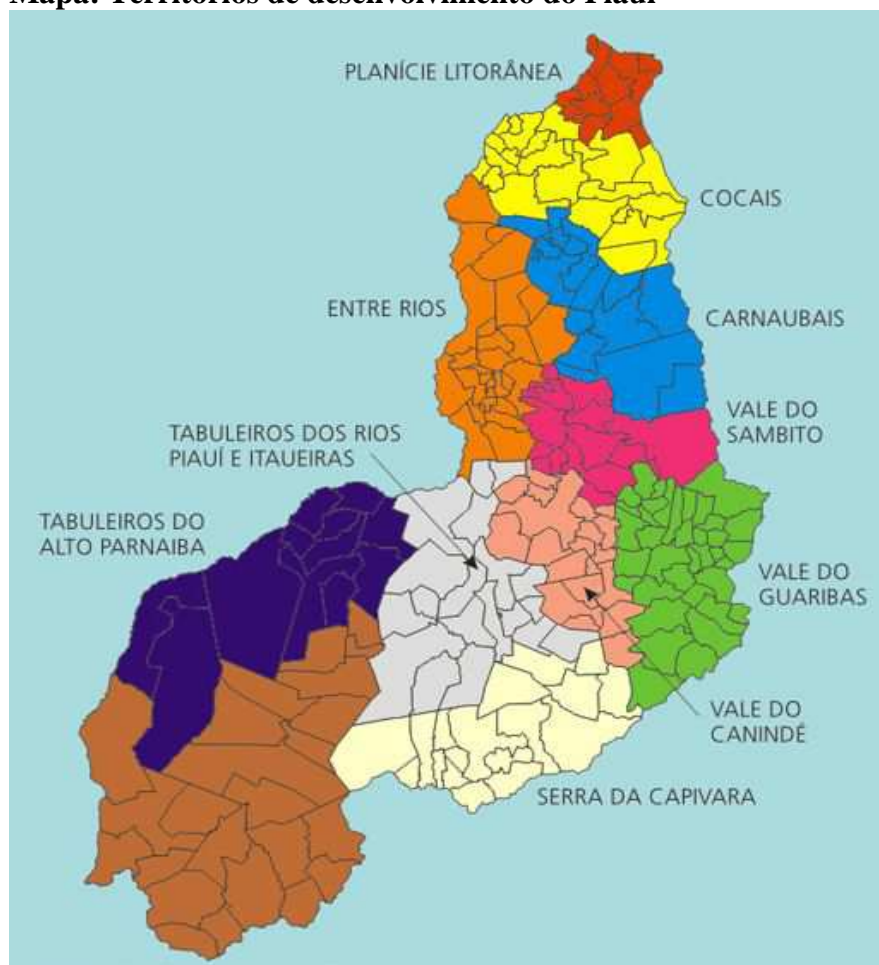 Mapa: Territórios de desenvolvimento do Piauí
PLANÍCIE LITORÂNEA
COCAIS
ENTRE RIOS
CARNAUBAIS
VALE DO
SAMBITO
TABULEIROS DOS RIOS
PIAUÍ E ITAUEIRAS
TABULEIROS DO
ALTO PARNAIBA
VALE DO
GUARIBAS
VALE DO
CANINDÉ
SERRA DA CAPIVARA